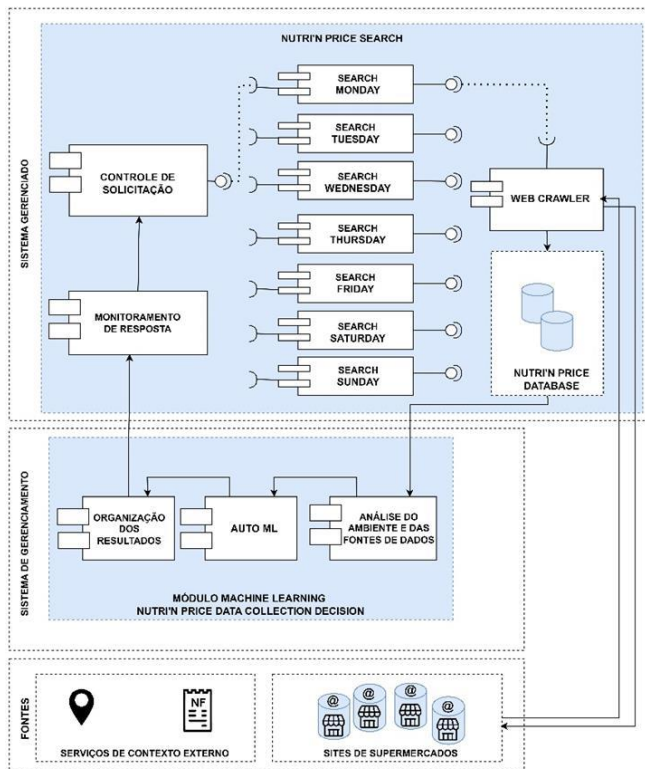 NUTRI'N PRICE SEARCH
SISTEMA GERENCIADO
CONTROLE DE
SOLICITAÇÃO
MONITORAMENTO
DE RESPOSTA
SEARCH
MONDAY
SEARCH
TUESDAY
SEARCH
WEDNESDAY
SEARCH
THURSDAY
SEARCH
FRIDAY
SEARCH
SATURDAY
SEARCH
SUNDAY
WEB CRAWLER
NUTRI'N PRICE
DATABASE
SISTEMA DE GERENCIAMENTO
ORGANIZAÇÃO
DOS
RESULTADOS
AUTO ML
ANÁLISE DO
AMBIENTE E DAS
FONTES DE DADOS
MÓDULO MACHINE LEARNING
NUTRI'N PRICE DATA COLLECTION DECISION
FONTES
NF
SERVIÇOS DE CONTEXTO EXTERNO
@
@
@
@
SITES DE SUPERMERCADOS